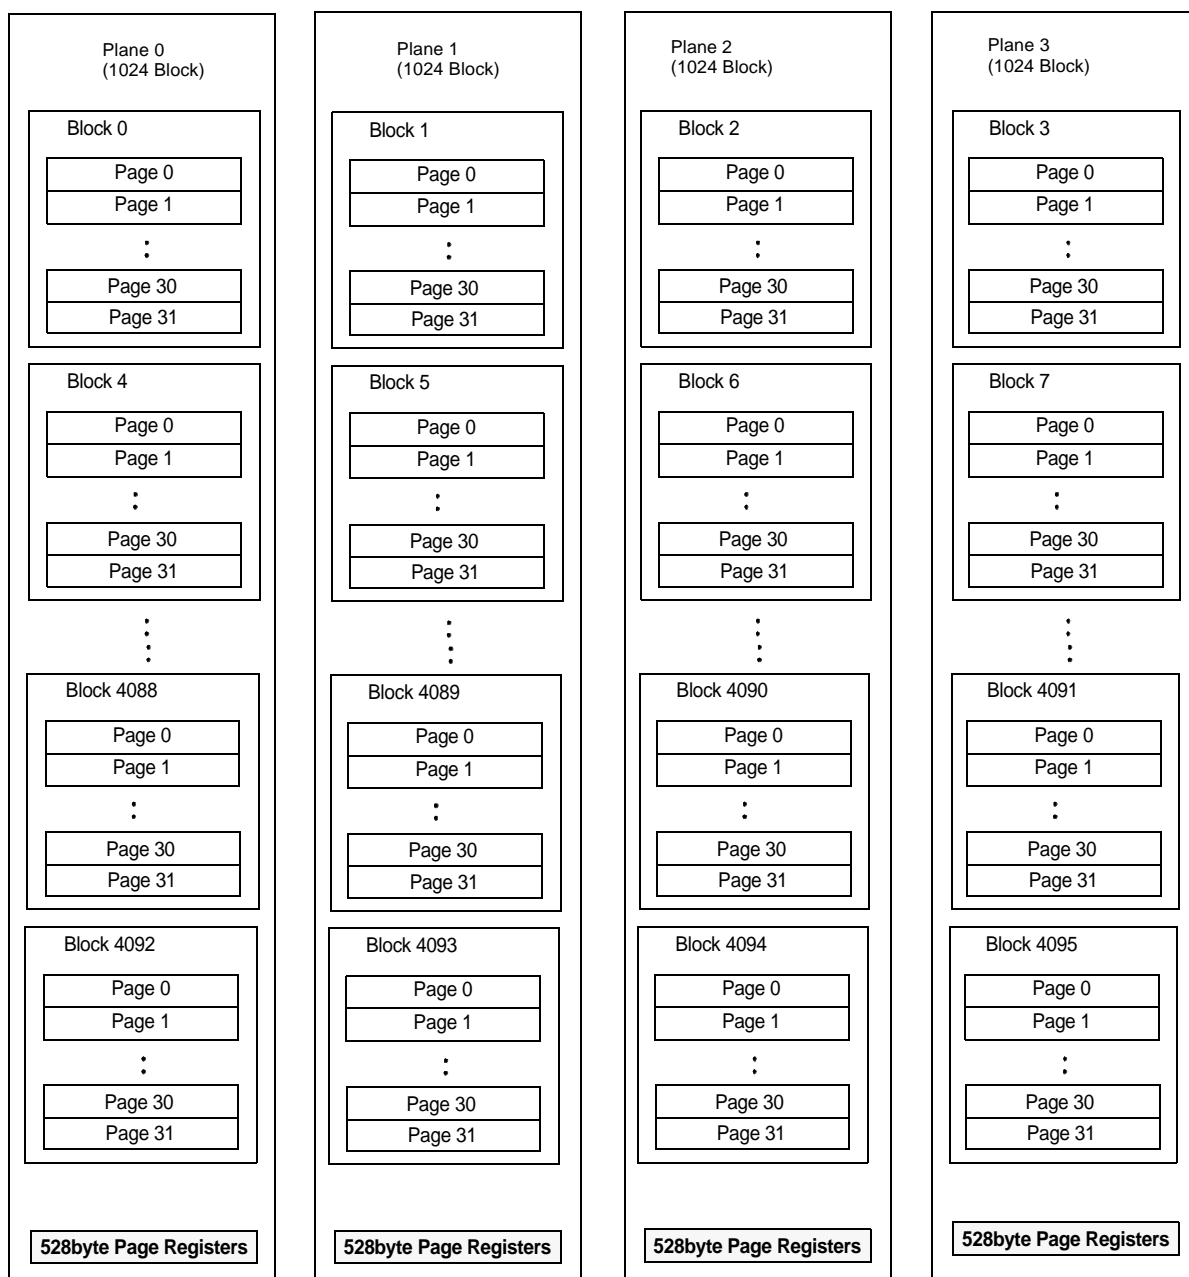 Plane 0
(1024 Block)
Block 0
Page 0
Page 1
Page 30
Page 31
Block 4
Page 0
Page 1
Page 30
Page 31
Block 4088
Page 0
Page 1
Page 30
Page 31
Block 4092
Page 0
Page 1
Page 30
Page 31
528byte Page Registers
Plane 1
(1024 Block)
Block 1
Page 0
Page 1
Page 30
Page 31
Block 5
Page 0
Page 1
Page 30
Page 31
Block 4089
Page 0
Page 1
Page 30
Page 31
Block 4093
Page 0
Page 1
Page 30
Page 31
528byte Page Registers
Plane 2
(1024 Block)
Block 2
Page 0
Page 1
Page 30
Page 31
Block 6
Page 0
Page 1
Page 30
Page 31
Block 4090
Page 0
Page 1
Page 30
Page 31
Block 4094
Page 0
Page 1
Page 30
Page 31
528byte Page Registers
Plane 3
(1024 Block)
Block 3
Page 0
Page 1
Page 30
Page 31
Block 7
Page 0
Page 1
Page 30
Page 31
Block 4091
Page 0
Page 1
Page 30
Page 31
Block 4095
Page 0
Page 1
Page 30
Page 31
528byte Page Registers